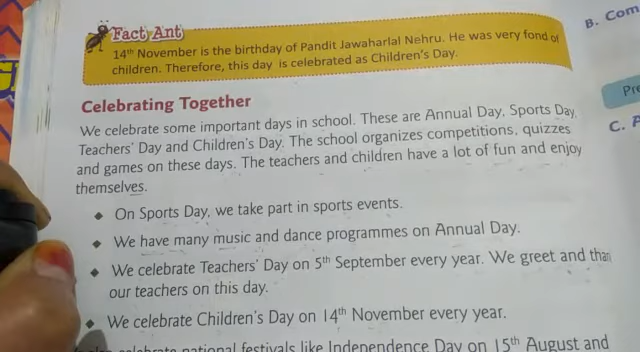 Fact Ant
14th November is the birthday of Pandit Jawaharlal Nehru. He was very fond of
children. Therefore, this day is celebrated as Children's Day.
B. Com
Celebrating Together
We celebrate some important days in school. These are Annual Day, Sports Day,
Teachers' Day and Children's Day. The school organizes competitions, quizzes
and games on these days. The teachers and children have a lot of fun and enjoy
themselves.
Pre
C. P
◆ On Sports Day, we take part in sports events.
◆ We have many music and dance programmes on Annual Day.
◆ We celebrate Teachers' Day on 5th September every year. We greet and than
our teachers on this day.
◆ We celebrate Children's Day on 14th November every year.
celebrate national festivals like Independence Day on 15th August and